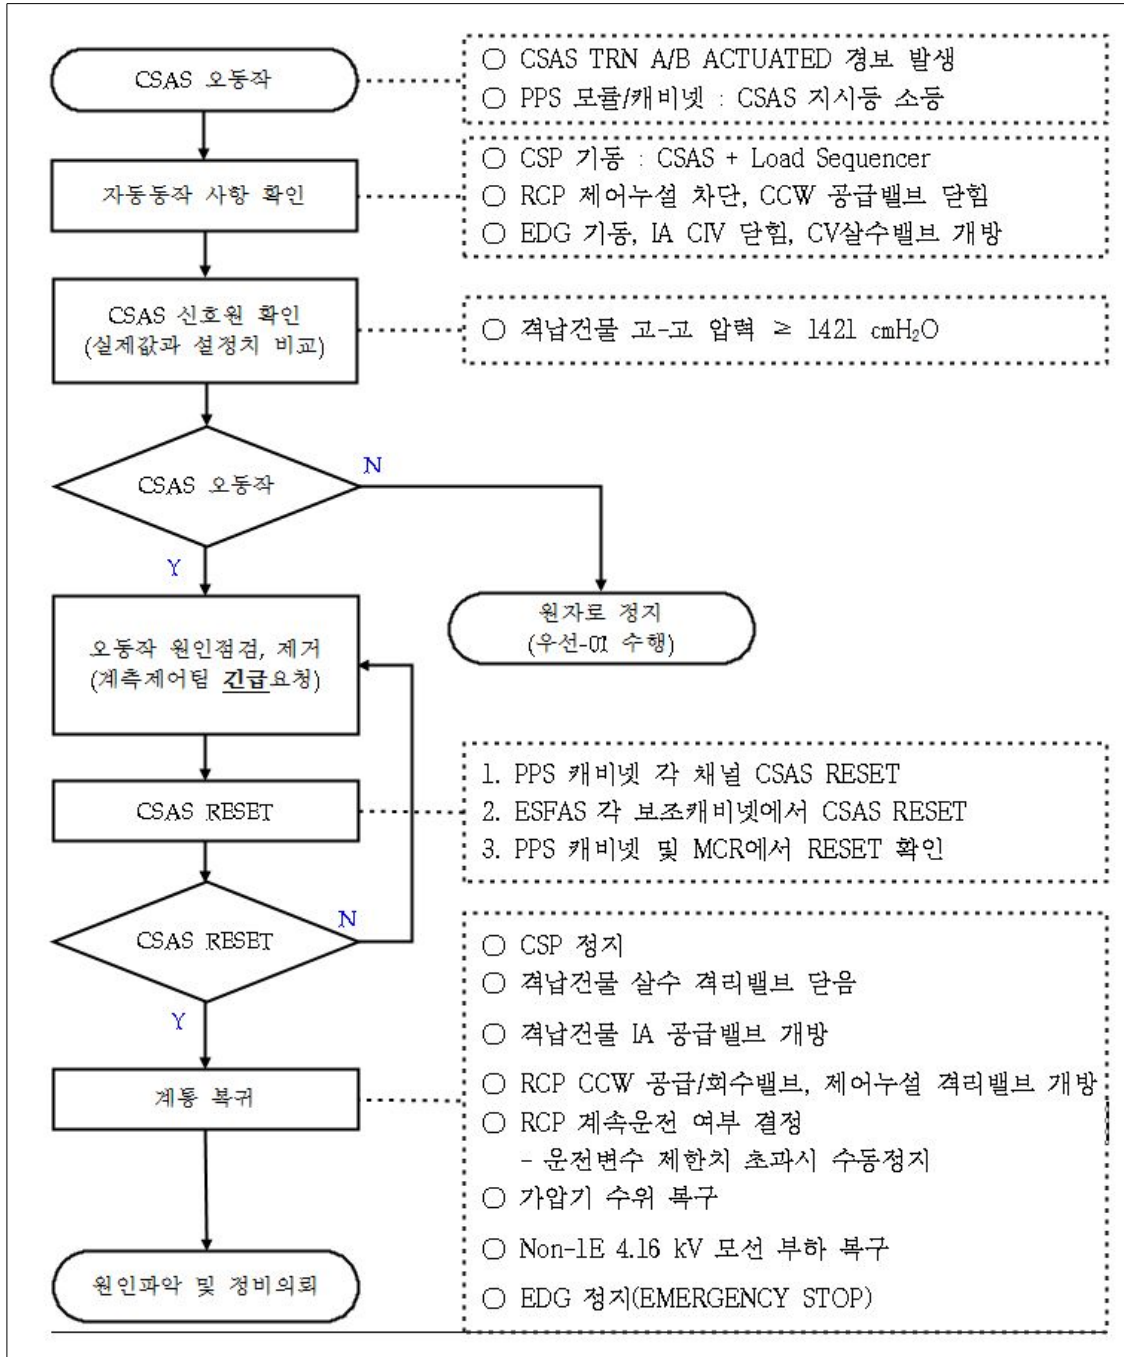 CSAS 오동작
○ CSAS TRN A/B ACTUATED 경보 발생
○ PPS 모듈/캐비넷 : CSAS 지시등 소등
자동동작 사항 확인
○ CSP 기동 : CSAS + Load Sequencer
○ RCP 제어누설 차단, CCW 공급밸브 닫힘
○ EDG 기동, IA CIV 닫힘, CV살수밸브 개방
CSAS 신호원 확인
(실제값과 설정치 비교)
○ 격납건물 고-고 압력 ≥ 1421 cmH₂O
CSAS 오동작
N
Y
원자로 정지
(우선-01 수행)
오동작 원인점검, 제거
(계측제어팀 긴급요청)
CSAS RESET
1. PPS 캐비넷 각 채널 CSAS RESET
2. ESFAS 각 보조캐비넷에서 CSAS RESET
3. PPS 캐비넷 및 MCR에서 RESET 확인
CSAS RESET
N
Y
계통 복귀
○ CSP 정지
○ 격납건물 살수 격리밸브 닫음
○ 격납건물 IA 공급밸브 개방
○ RCP CCW 공급/회수밸브, 제어누설 격리밸브 개방
○ RCP 계속운전 여부 결정
- 운전변수 제한치 초과시 수동정지
○ 가압기 수위 복구
○ Non-1E 4.16 kV 모선 부하 복구
○ EDG 정지(EMERGENCY STOP)
원인파악 및 정비의뢰